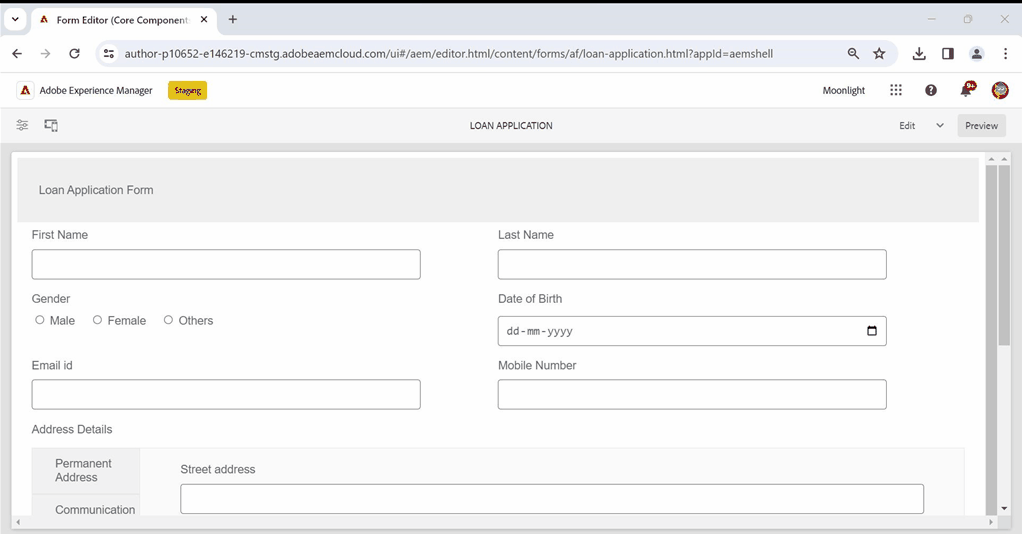 Form Editor (Core Component
author-p10652-e146219-cmstg.adobeaemcloud.com/ui#/aem/editor.html/content/forms/af/loan-application.html?appId=aemshell
Adobe Experience Manager Staging Moonlight 9+
LOAN APPLICATION Edit Preview
Loan Application Form
First Name Last Name
Gender Date of Birth
Male Female Others
dd-mm-yyyy
Email id Mobile Number
Address Details
Permanent
Address
Street address
Communication